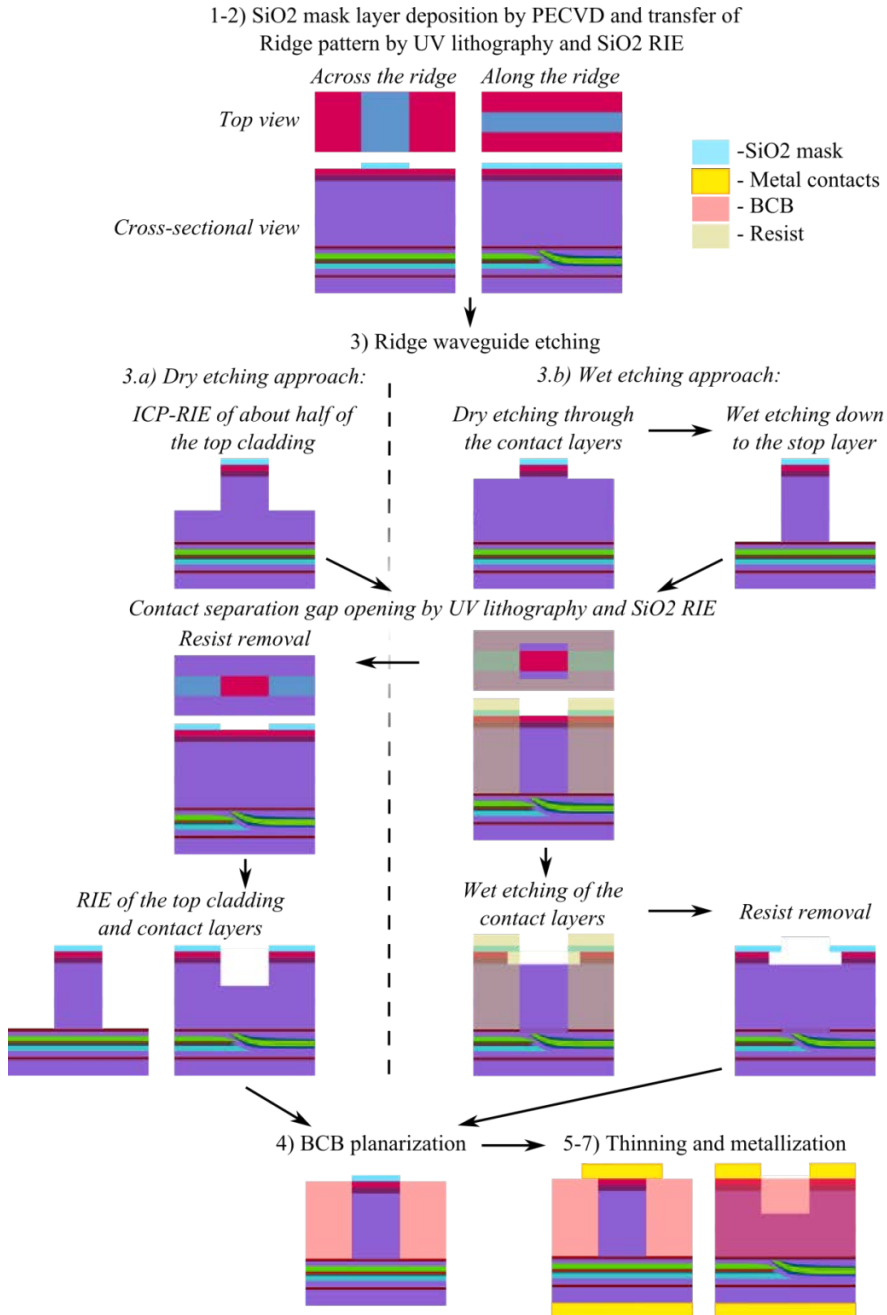 1-2) SiO2 mask layer deposition by PECVD and transfer of
Ridge pattern by UV lithography and SiO2 RIE
Across the ridge
Along the ridge
Top view
Cross-sectional view
-SiO2 mask
- Metal contacts
- BCB
- Resist
3) Ridge waveguide etching
3.a) Dry etching approach:
ICP-RIE of about half of
the top cladding
3.b) Wet etching approach:
Dry etching through
the contact layers
Wet etching down
to the stop layer
Contact separation gap opening by UV lithography and SiO2 RIE
Resist removal
RIE of the top cladding
and contact layers
Wet etching of the
contact layers
Resist removal
4) BCB planarization
5-7) Thinning and metallization